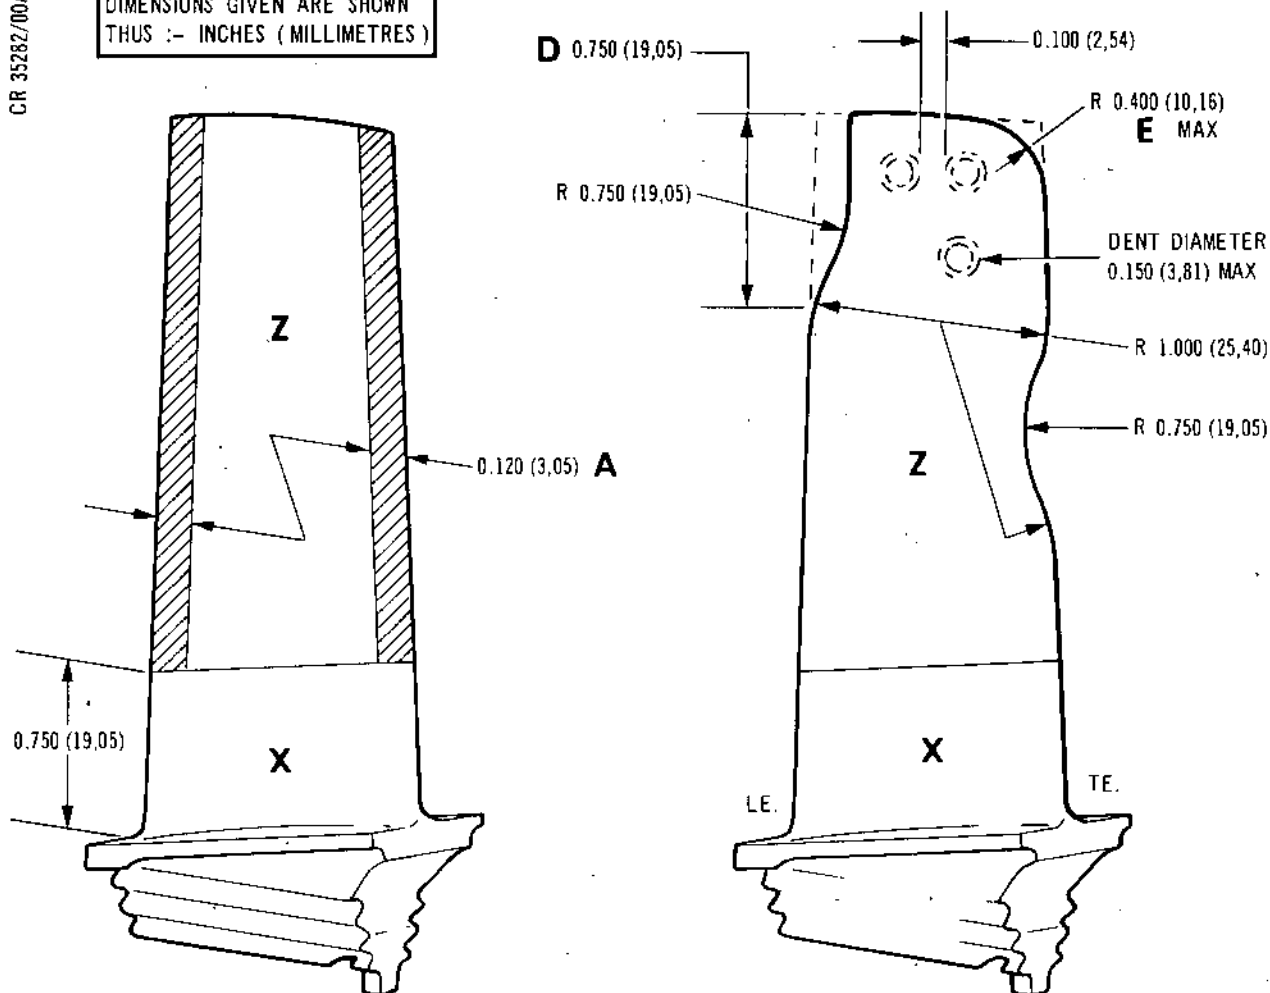 CR 35282/00
DIMENSIONS GIVEN ARE SHOWN
THUS :- INCHES (MILLIMETRES)
D 0.750 (19,05)
0.100 (2,54)
R 0.400 (10,16)
E MAX
R 0.750 (19,05)
DENT DIAMETER
0.150 (3,81) MAX
Z
R 1.000 (25,40)
R 0.750 (19,05)
0.120 (3,05) A
Z
0.750 (19,05)
X
X
LE.
TE.